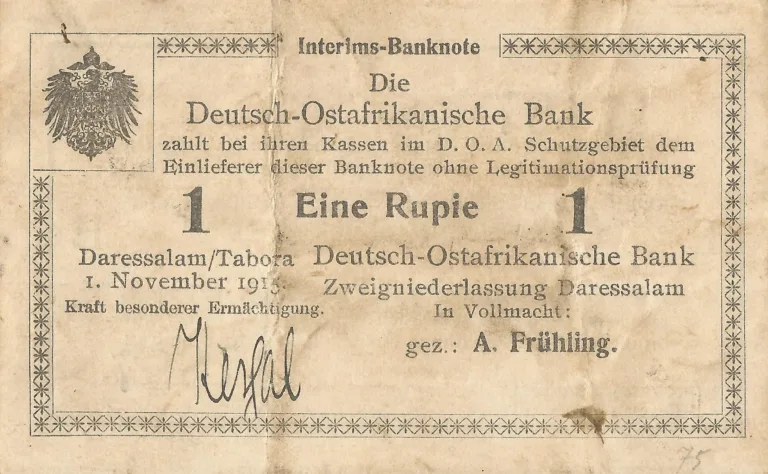 Interims-Banknote
Die
Deutsch-Ostafrikanische Bank
zahlt bei ihren Kassen im D. O. A. Schutzgebiet dem
Einlieferer dieser Banknote ohne Legitimationsprüfung
1 Eine Rupie 1
Daressalam/Tabora
1. November 1915.
Kraft besonderer Ermächtigung.
Deutsch-Ostafrikanische Bank
Zweigniederlassung Daressalam
In Vollmacht:
gez.: A. Frühling.
75